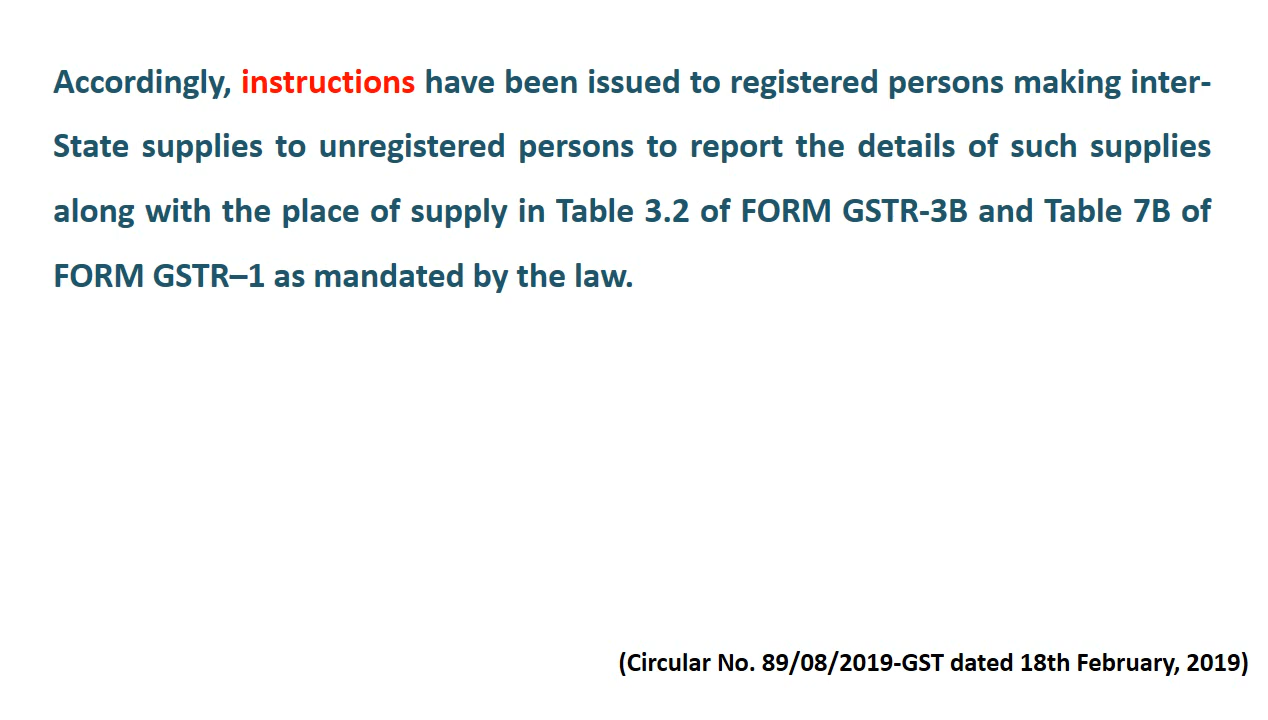 Accordingly, instructions have been issued to registered persons making inter-
State supplies to unregistered persons to report the details of such supplies
along with the place of supply in Table 3.2 of FORM GSTR-3B and Table 7B of
FORM GSTR–1 as mandated by the law.
(Circular No. 89/08/2019-GST dated 18th February, 2019)